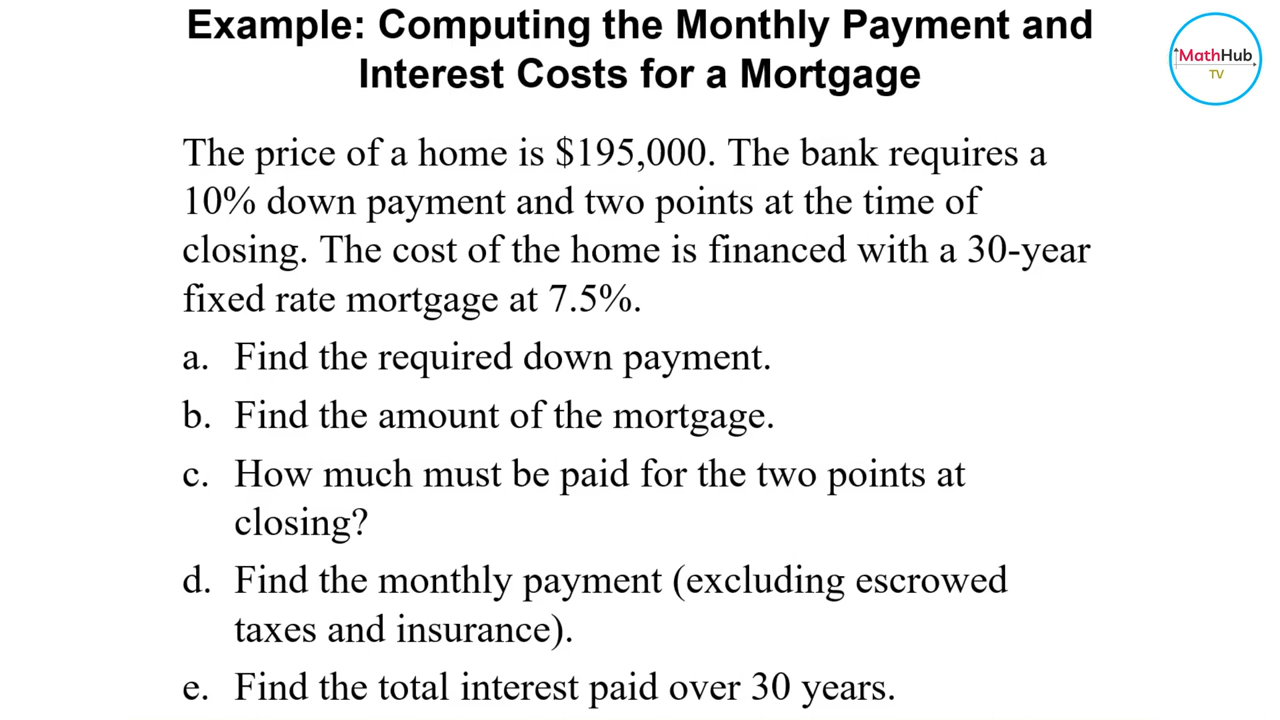 Example: Computing the Monthly Payment and
Interest Costs for a Mortgage
MathHub
TV
The price of a home is $195,000. The bank requires a
10% down payment and two points at the time of
closing. The cost of the home is financed with a 30-year
fixed rate mortgage at 7.5%.
a. Find the required down payment.
b. Find the amount of the mortgage.
c. How much must be paid for the two points at
closing?
d. Find the monthly payment (excluding escrowed
taxes and insurance).
e. Find the total interest paid over 30 years.